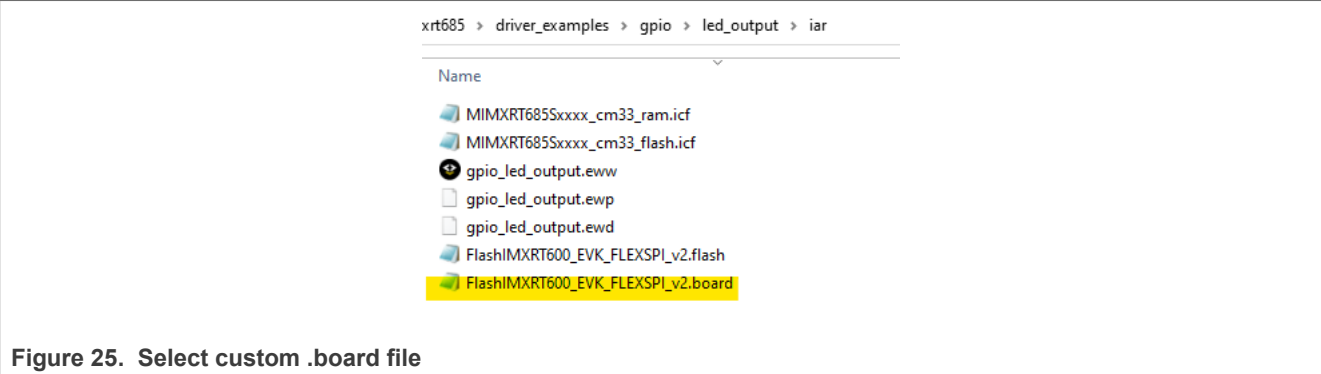 xrt685 > driver_examples > gpio > led_output > iar
Name
MIMXRT685Sxxxx_cm33_ram.icf
MIMXRT685Sxxxx_cm33_flash.icf
gpio_led_output.eww
gpio_led_output.ewp
gpio_led_output.ewd
FlashIMXRT600_EVK_FLEXSPI_v2.flash
FlashIMXRT600_EVK_FLEXSPI_v2.board
Figure 25. Select custom .board file